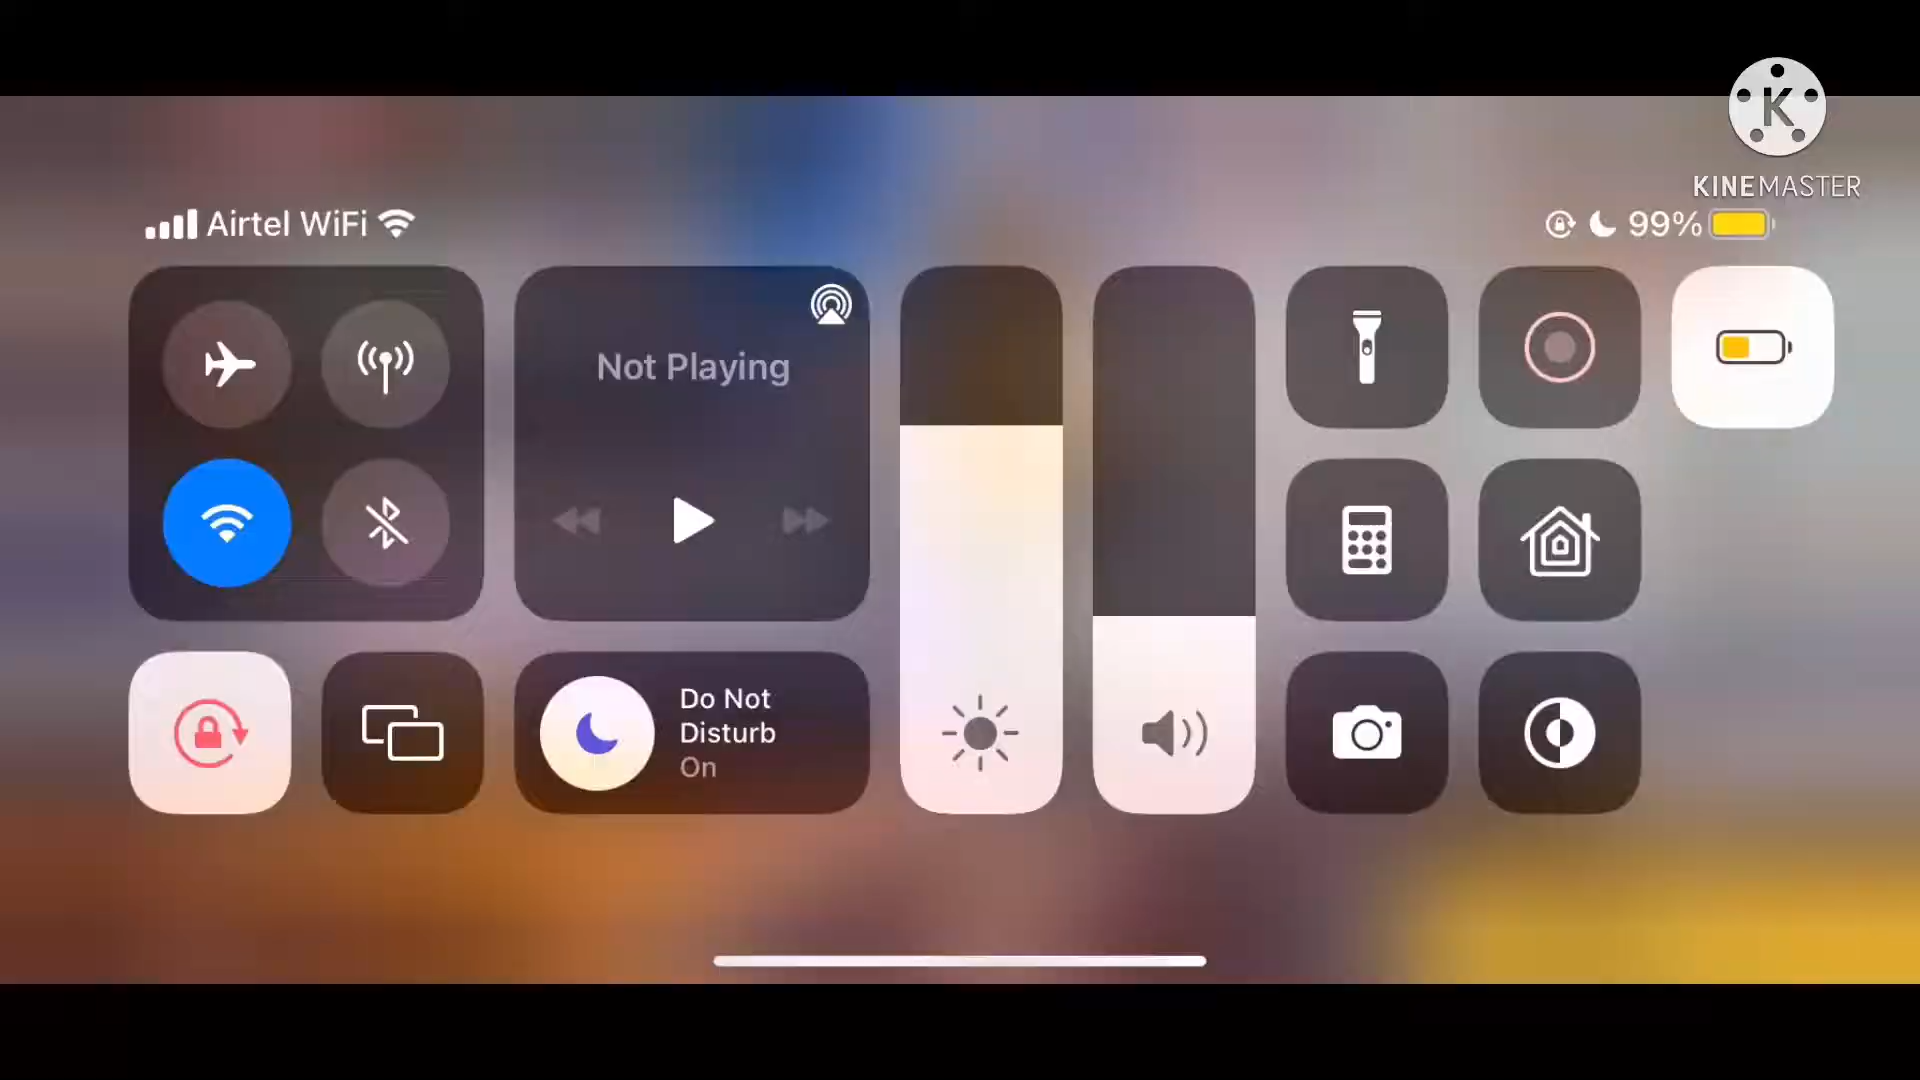 K
KINEMASTER
Airtel WiFi
99%
Not Playing
Do Not
Disturb
On